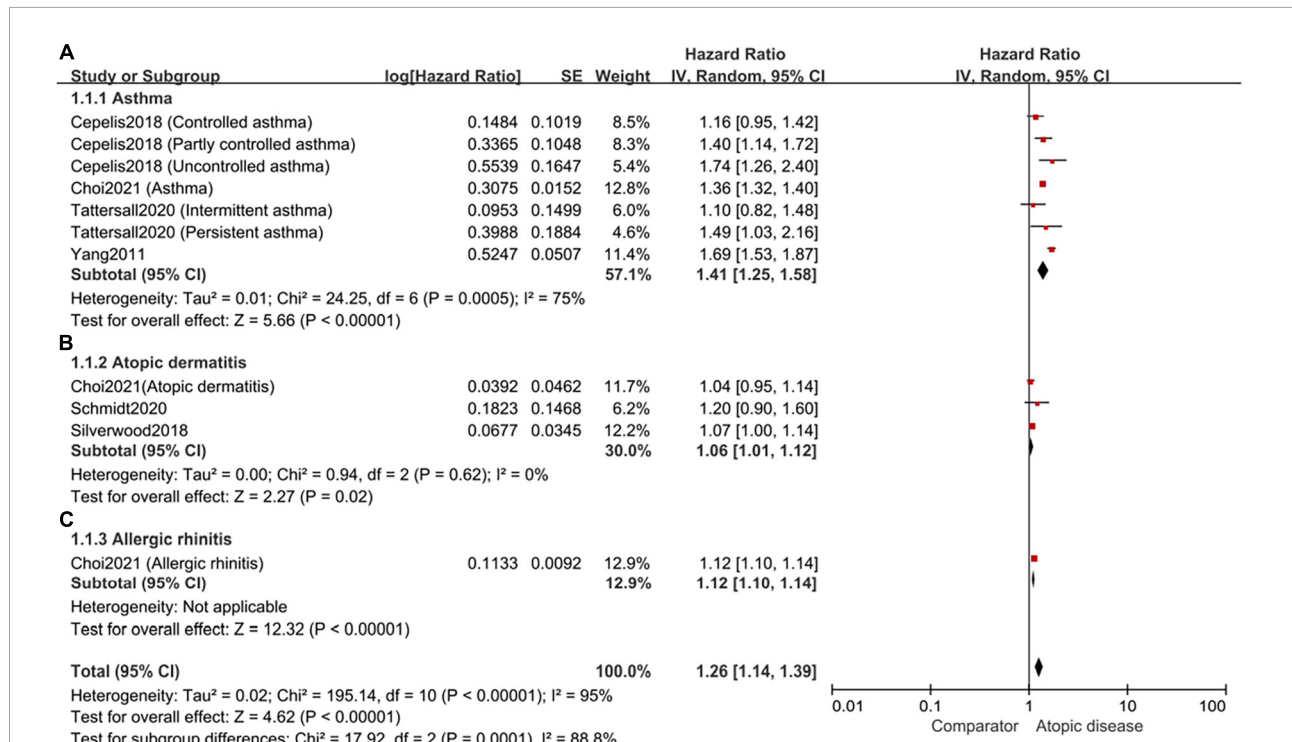 A
Hazard Ratio Hazard Ratio
Study or Subgroup log[Hazard Ratio] SE Weight IV, Random, 95% CI IV, Random, 95% CI
1.1.1 Asthma
Cepelis2018 (Controlled asthma) 0.1484 0.1019 8.5% 1.16 [0.95, 1.42]
Cepelis2018 (Partly controlled asthma) 0.3365 0.1048 8.3% 1.40 [1.14, 1.72]
Cepelis2018 (Uncontrolled asthma) 0.5539 0.1647 5.4% 1.74 [1.26, 2.40]
Choi2021 (Asthma) 0.3075 0.0152 12.8% 1.36 [1.32, 1.40]
Tattersall2020 (Intermittent asthma) 0.0953 0.1499 6.0% 1.10 [0.82, 1.48]
Tattersall2020 (Persistent asthma) 0.3988 0.1884 4.6% 1.49 [1.03, 2.16]
Yang2011 0.5247 0.0507 11.4% 1.69 [1.53, 1.87]
Subtotal (95% CI) 57.1% 1.41 [1.25, 1.58]
Heterogeneity: Tau² = 0.01; Chi² = 24.25, df = 6 (P = 0.0005); I² = 75%
Test for overall effect: Z = 5.66 (P < 0.00001)
B
1.1.2 Atopic dermatitis
Choi2021(Atopic dermatitis) 0.0392 0.0462 11.7% 1.04 [0.95, 1.14]
Schmidt2020 0.1823 0.1468 6.2% 1.20 [0.90, 1.60]
Silverwood2018 0.0677 0.0345 12.2% 1.07 [1.00, 1.14]
Subtotal (95% CI) 30.0% 1.06 [1.01, 1.12]
Heterogeneity: Tau² = 0.00; Chi² = 0.94, df = 2 (P = 0.62); I² = 0%
Test for overall effect: Z = 2.27 (P = 0.02)
C
1.1.3 Allergic rhinitis
Choi2021 (Allergic rhinitis) 0.1133 0.0092 12.9% 1.12 [1.10, 1.14]
Subtotal (95% CI) 12.9% 1.12 [1.10, 1.14]
Heterogeneity: Not applicable
Test for overall effect: Z = 12.32 (P < 0.00001)
Total (95% CI) 100.0% 1.26 [1.14, 1.39]
Heterogeneity: Tau² = 0.02; Chi² = 195.14, df = 10 (P < 0.00001); I² = 95%
Test for overall effect: Z = 4.62 (P < 0.00001)
Test for subgroup differences: Chi² = 17.92, df = 2 (P = 0.0001), I² = 88.8%
0.01 0.1 1 10 100
Comparator Atopic disease